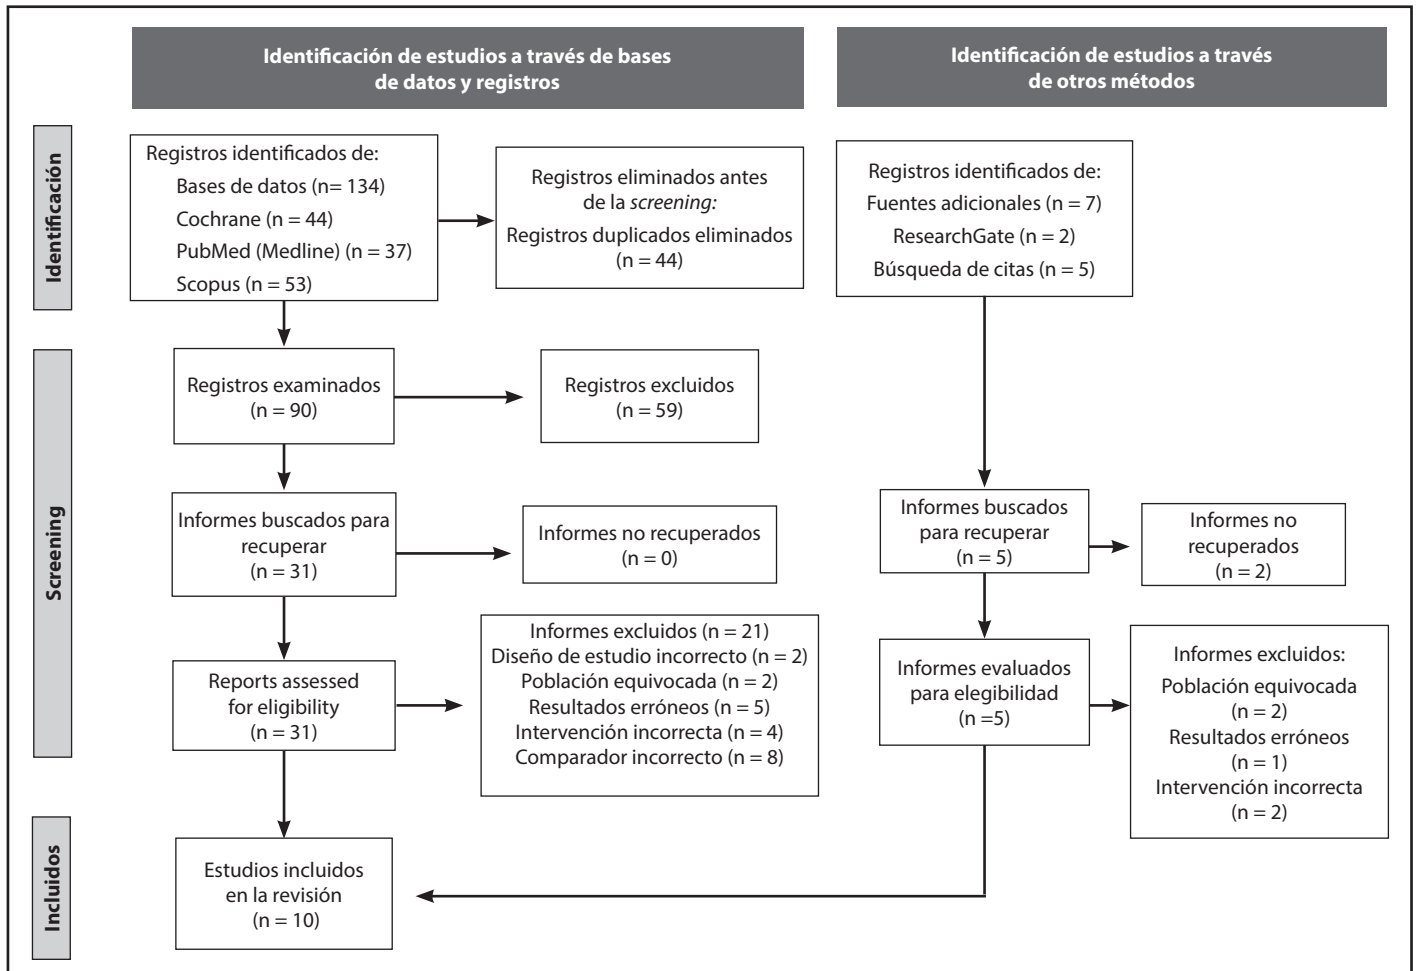 Identificación de estudios a través de bases
de datos y registros
Identificación de estudios a través
de otros métodos
Identificación
Registros identificados de:
Bases de datos (n= 134)
Cochrane (n = 44)
PubMed (Medline) (n = 37)
Scopus (n = 53)
Registros eliminados antes
de la screening:
Registros duplicados eliminados
(n = 44)
Registros identificados de:
Fuentes adicionales (n = 7)
ResearchGate (n = 2)
Búsqueda de citas (n = 5)
Screening
Registros examinados
(n = 90)
Registros excluidos
(n = 59)
Informes buscados para
recuperar
(n = 31)
Informes no recuperados
(n = 0)
Informes buscados
para recuperar
(n = 5)
Informes no
recuperados
(n = 2)
Reports assessed
for eligibility
(n = 31)
Informes excluidos (n = 21)
Diseño de estudio incorrecto (n = 2)
Población equivocada (n = 2)
Resultados erróneos (n = 5)
Intervención incorrecta (n = 4)
Comparador incorrecto (n = 8)
Informes evaluados
para elegibilidad
(n =5)
Informes excluidos:
Población equivocada
(n = 2)
Resultados erróneos
(n = 1)
Intervención incorrecta
(n = 2)
Incluidos
Estudios incluidos
en la revisión
(n = 10)